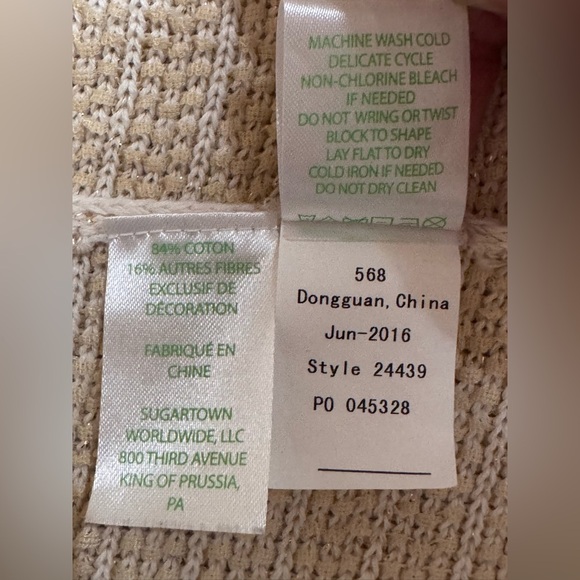 MACHINE WASH COLD
DELICATE CYCLE
NON-CHLORINE BLEACH
IF NEEDED
DO NOT WRING OR TWIST
BLOCK TO SHAPE
LAY FLAT TO DRY
COLD IRON IF NEEDED
DO NOT DRY CLEAN
84% COTON
16% AUTRES FIBRES
EXCLUSIF DE
DÉCORATION
FABRIQUÉ EN
CHINE
SUGARTOWN
WORLDWIDE, LLC
800 THIRD AVENUE
KING OF PRUSSIA,
PA
568
Dongguan, China
Jun-2016
Style 24439
PO 045328